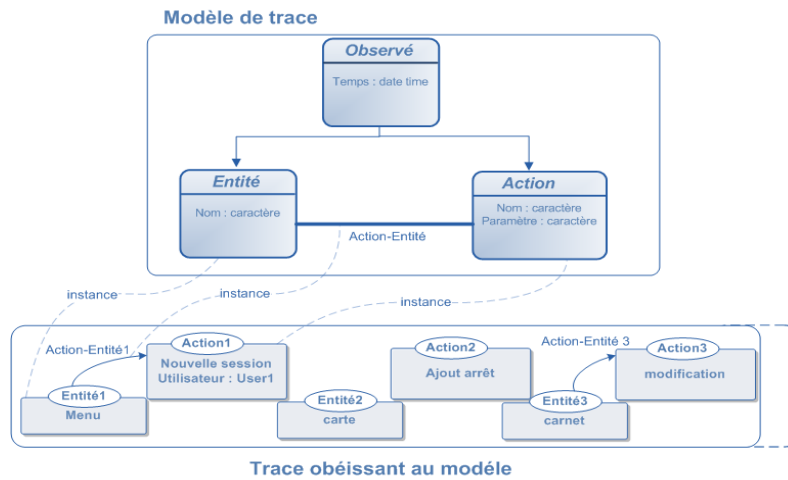 Modèle de trace
Observé
Temps : date time
Entité
Nom : caractère
Action
Nom : caractère
Paramètre : caractère
Action-Entité
instance
instance
instance
Action-Entité1
Action1
Nouvelle session
Utilisateur : User1
Entité1
Menu
Entité2
carte
Action2
Ajout arrêt
Entité3
carnet
Action-Entité 3
Action3
modification
Trace obéissant au modéle